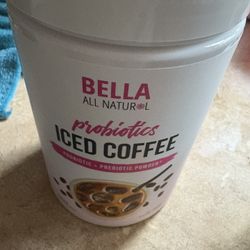 BELLA
ALL NATURAL
probiotics
ICED COFFEE
PROBIOTIC + PREBIOTIC POWDER